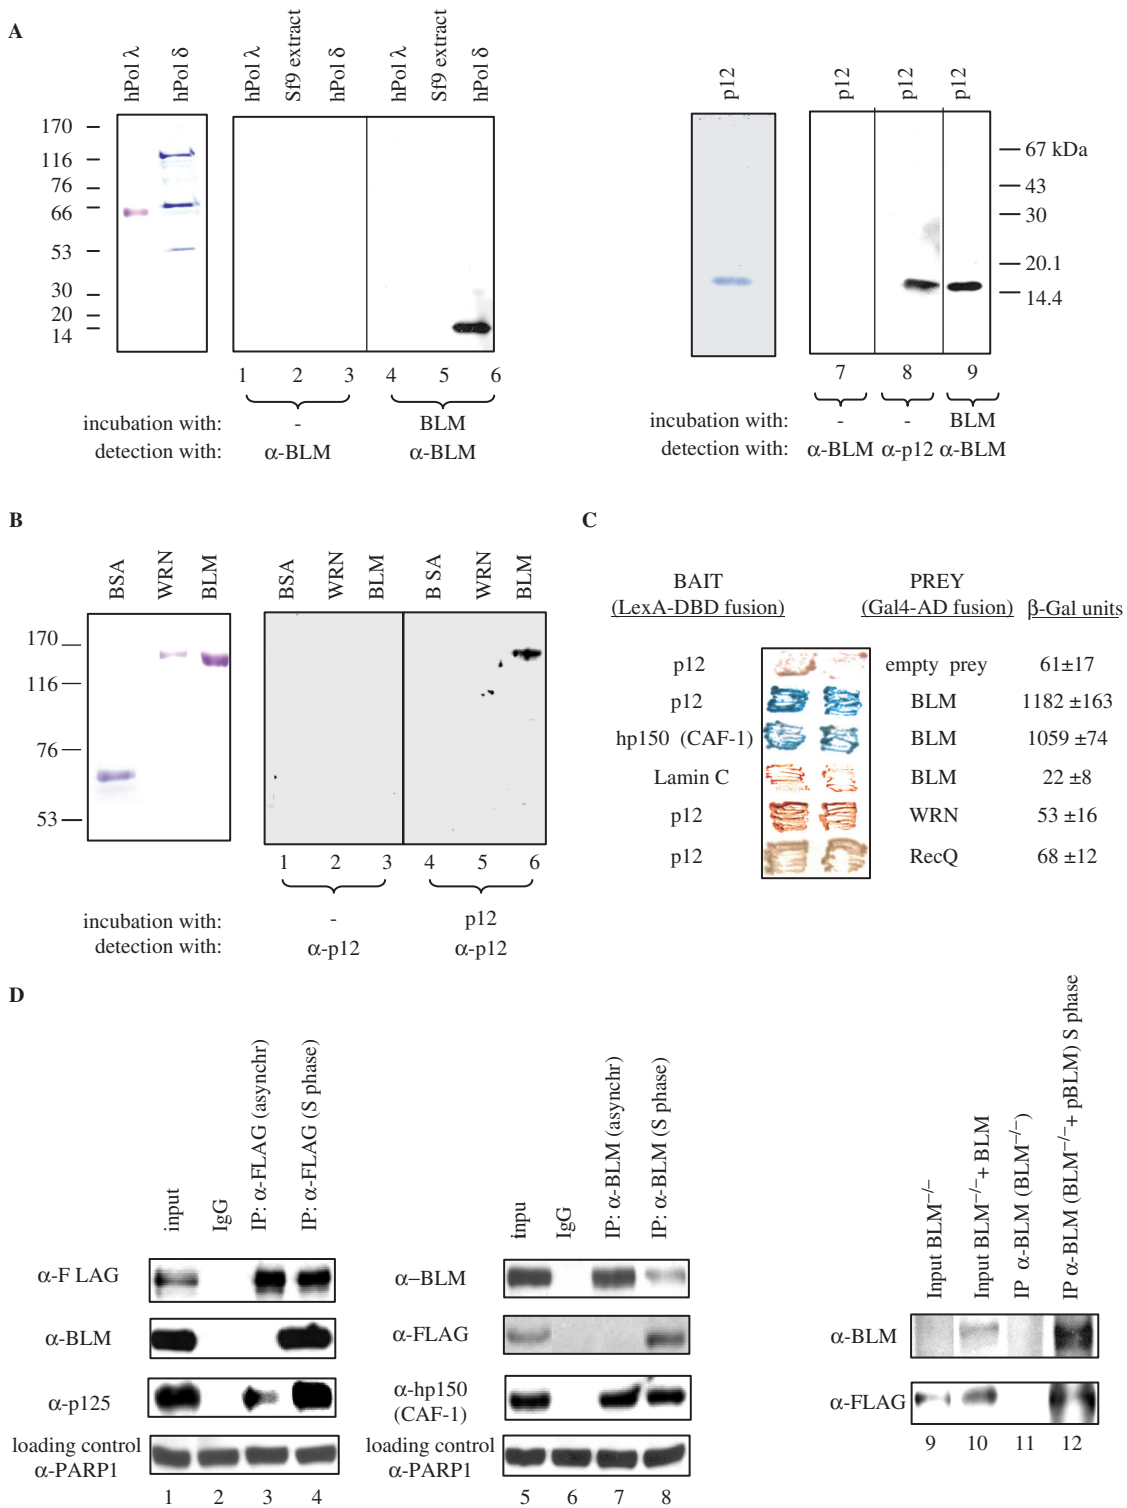 A
hPol λ
hPol δ
hPol λ
Sf9 extract
hPol δ
hPol λ
Sf9 extract
hPol δ
170
116
76
66
53
30
20
14
1 2 3 4 5 6
incubation with: - BLM
detection with: α-BLM α-BLM
p12
p12
p12
p12
67 kDa
43
30
20.1
14.4
7 8 9
incubation with: - - BLM
detection with: α-BLM α-p12 α-BLM
B
BSA
WRN
BLM
BSA
WRN
BLM
B SA
WRN
BLM
170
116
76
53
1 2 3 4 5 6
incubation with: - p12
detection with: α-p12 α-p12
C
BAIT PREY
(LexA-DBD fusion) (Gal4-AD fusion) β-Gal units
p12 empty prey 61±17
p12 BLM 1182 ±163
hp150 (CAF-1) BLM 1059 ±74
Lamin C BLM 22 ±8
p12 WRN 53 ±16
p12 RecQ 68 ±12
D
input
IgG
IP: α-FLAG (asynchr)
IP: α-FLAG (S phase)
α-F LAG
α-BLM
α-p125
loading control
α-PARP1
1 2 3 4
inpu
IgG
IP: α-BLM (asynchr)
IP: α-BLM (S phase)
α–BLM
α-FLAG
α-hp150
(CAF-1)
loading control
α-PARP1
5 6 7 8
Input BLM−/−
Input BLM−/−+ BLM
IP α-BLM (BLM−/−)
IP α-BLM (BLM−/−+ pBLM) S phase
α-BLM
α-FLAG
9 10 11 12